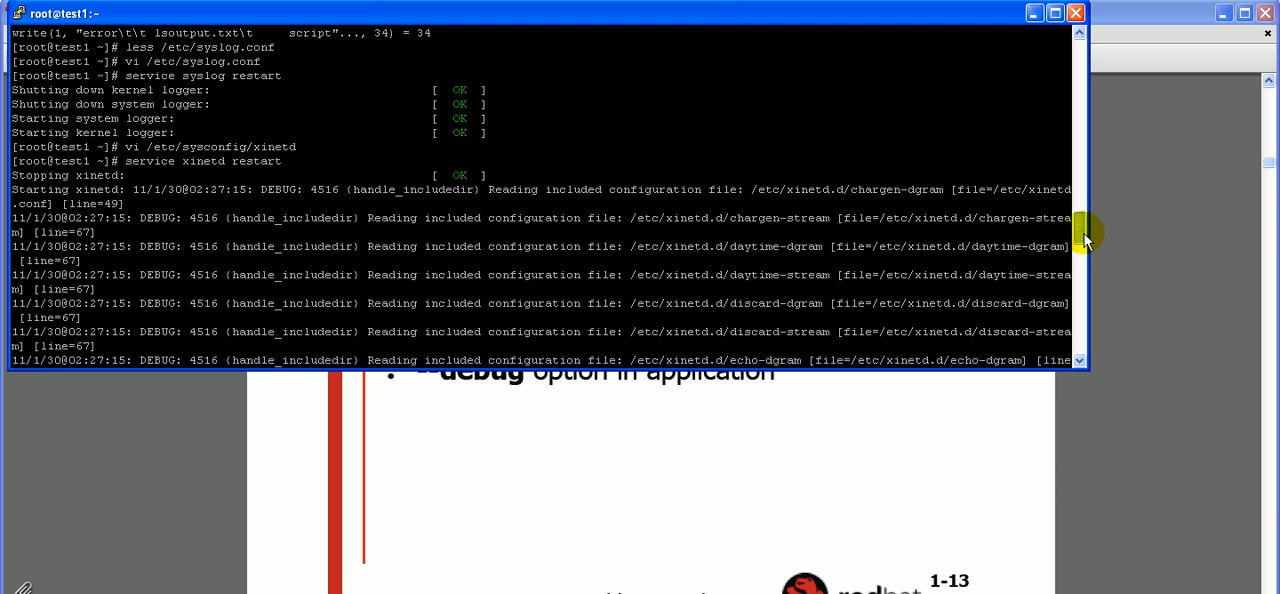 root@test1:~
write(1, "error\t\t lsoutput.txt\t     script"..., 34) = 34
[root@test1 ~]# less /etc/syslog.conf
[root@test1 ~]# vi /etc/syslog.conf
[root@test1 ~]# service syslog restart
Shutting down kernel logger:                               [  OK  ]
Shutting down system logger:                               [  OK  ]
Starting system logger:                                    [  OK  ]
Starting kernel logger:                                    [  OK  ]
[root@test1 ~]# vi /etc/sysconfig/xinetd
[root@test1 ~]# service xinetd restart
Stopping xinetd:                                           [  OK  ]
Starting xinetd: 11/1/30@02:27:15: DEBUG: 4516 {handle_includedir} Reading included configuration file: /etc/xinetd.d/chargen-dgram [file=/etc/xinetd
.conf] [line=49]
11/1/30@02:27:15: DEBUG: 4516 {handle_includedir} Reading included configuration file: /etc/xinetd.d/chargen-stream [file=/etc/xinetd.d/chargen-strea
m] [line=67]
11/1/30@02:27:15: DEBUG: 4516 {handle_includedir} Reading included configuration file: /etc/xinetd.d/daytime-dgram [file=/etc/xinetd.d/daytime-dgram]
 [line=67]
11/1/30@02:27:15: DEBUG: 4516 {handle_includedir} Reading included configuration file: /etc/xinetd.d/daytime-stream [file=/etc/xinetd.d/daytime-strea
m] [line=67]
11/1/30@02:27:15: DEBUG: 4516 {handle_includedir} Reading included configuration file: /etc/xinetd.d/discard-dgram [file=/etc/xinetd.d/discard-dgram]
 [line=67]
11/1/30@02:27:15: DEBUG: 4516 {handle_includedir} Reading included configuration file: /etc/xinetd.d/discard-stream [file=/etc/xinetd.d/discard-strea
m] [line=67]
11/1/30@02:27:15: DEBUG: 4516 {handle_includedir} Reading included configuration file: /etc/xinetd.d/echo-dgram [file=/etc/xinetd.d/echo-dgram] [line
--debug option in application
redhat
1-13